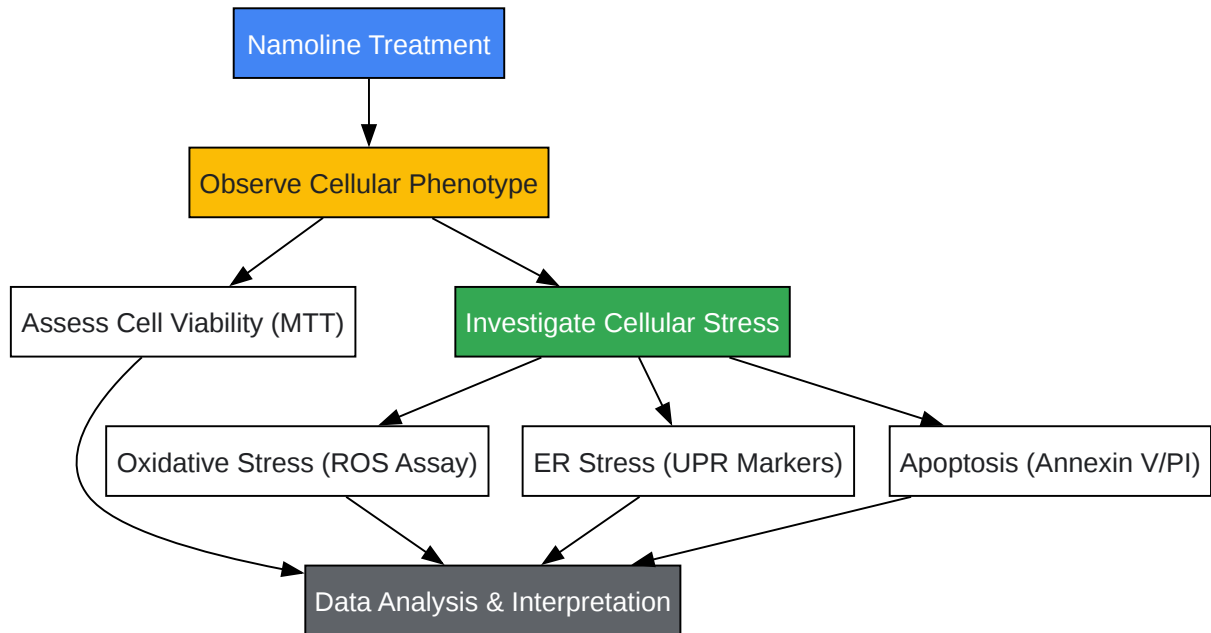 Namoline Treatment
Observe Cellular Phenotype
Assess Cell Viability (MTT)
Investigate Cellular Stress
Oxidative Stress (ROS Assay)
ER Stress (UPR Markers)
Apoptosis (Annexin V/PI)
Data Analysis & Interpretation